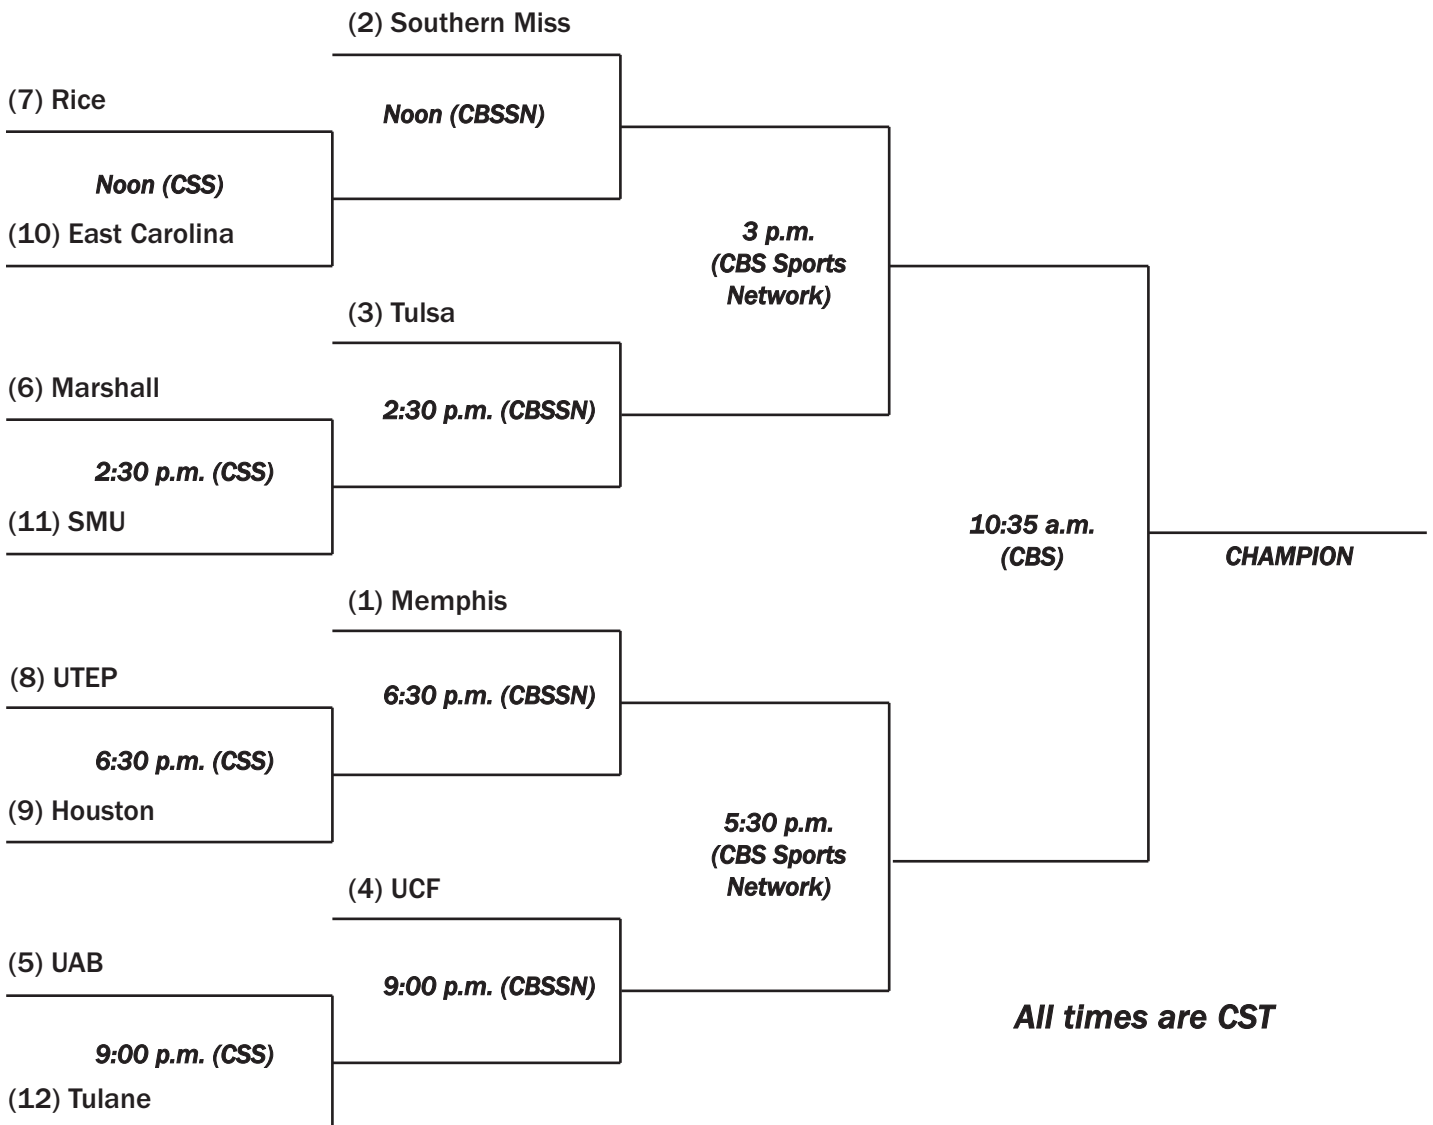 (2) Southern Miss
(7) Rice
Noon (CBSSN)
Noon (CSS)
(10) East Carolina
3 p.m.
(CBS Sports
Network)
(3) Tulsa
(6) Marshall
2:30 p.m. (CBSSN)
2:30 p.m. (CSS)
(11) SMU
10:35 a.m.
(CBS)
CHAMPION
(1) Memphis
(8) UTEP
6:30 p.m. (CBSSN)
6:30 p.m. (CSS)
(9) Houston
5:30 p.m.
(CBS Sports
Network)
(4) UCF
(5) UAB
9:00 p.m. (CBSSN)
All times are CST
9:00 p.m. (CSS)
(12) Tulane